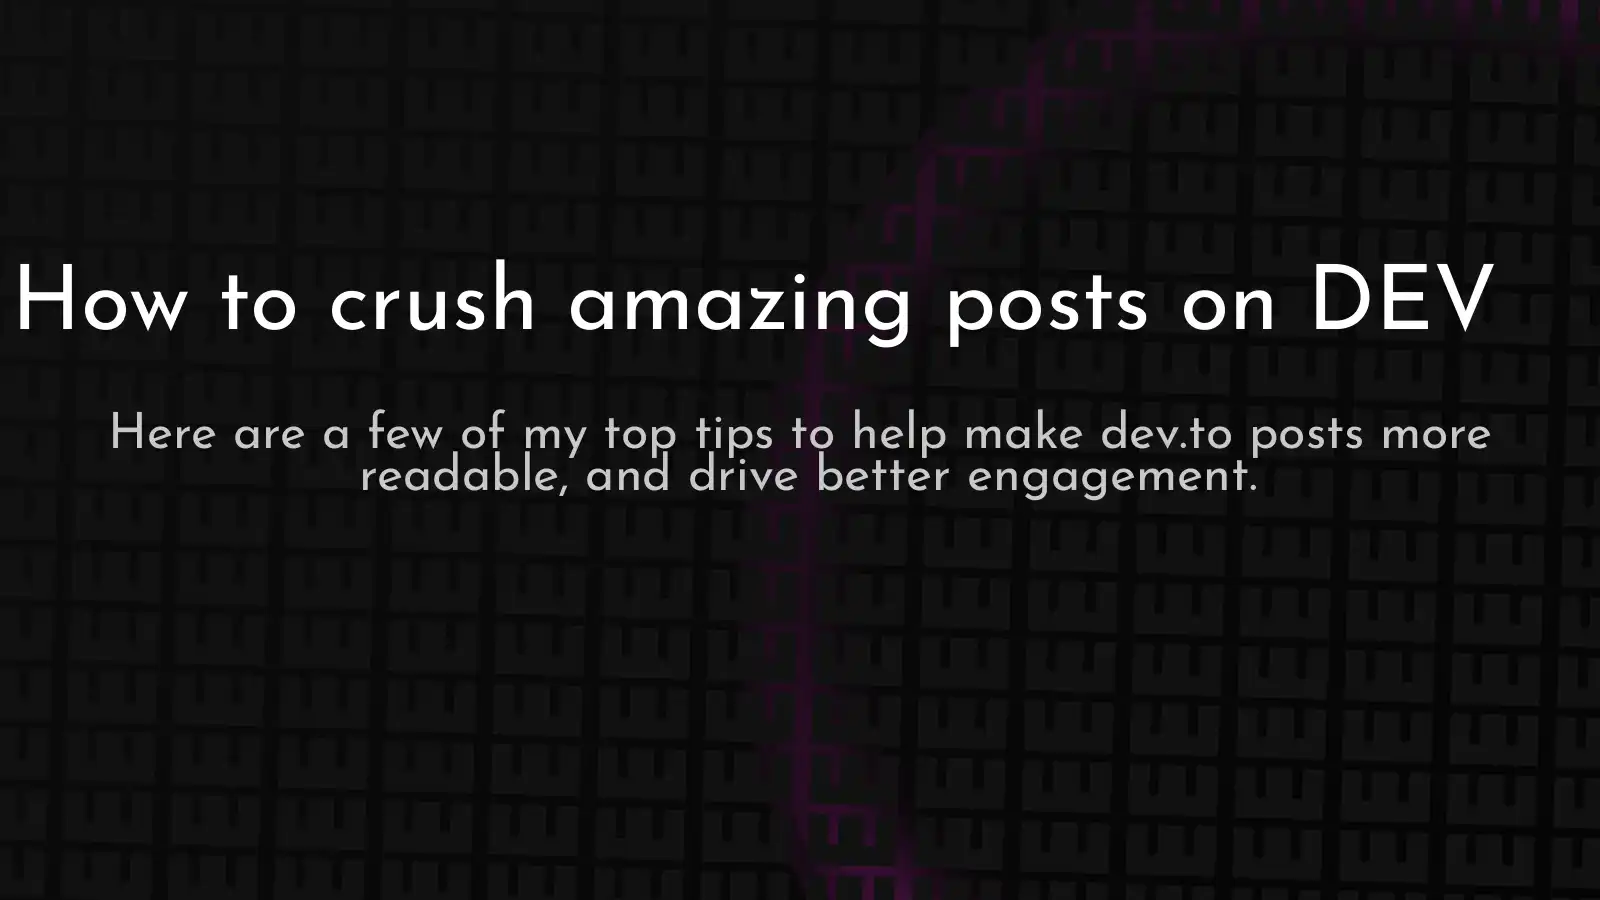 How to crush amazing posts on DEV
Here are a few of my top tips to help make dev.to posts more
readable, and drive better engagement.